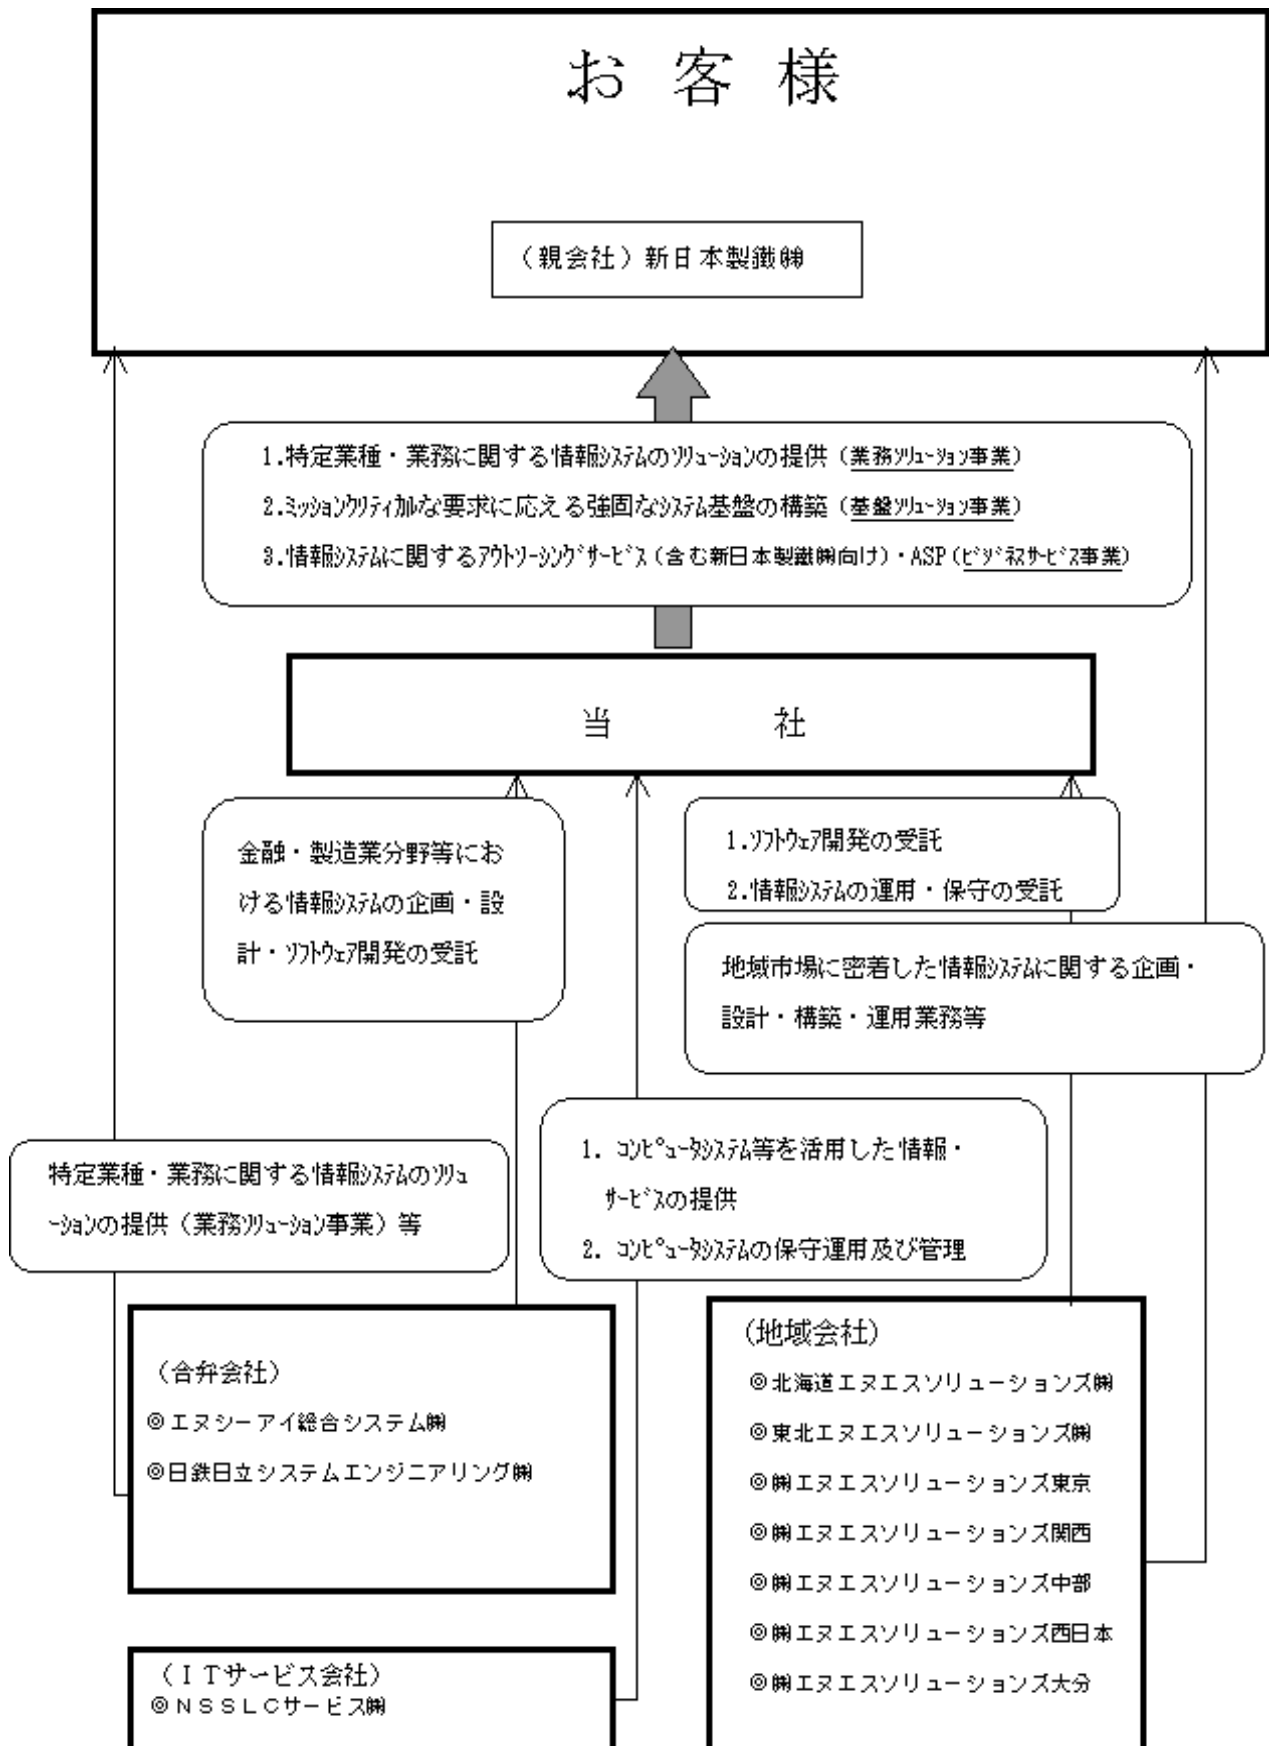 お客様
（親会社）新日本製鐵㈱
1.特定業種・業務に関する情報ｼｽﾃﾑのｿﾘｭｰｼｮﾝの提供（業務ｿﾘｭｰｼｮﾝ事業）
2.ﾐｯｼｮﾝｸﾘﾃｨｶﾙな要求に応える強固なｼｽﾃﾑ基盤の構築（基盤ｿﾘｭｰｼｮﾝ事業）
3.情報ｼｽﾃﾑに関するｱｳﾄｿｰｼﾝｸﾞｻｰﾋﾞｽ(含む新日本製鐵㈱向け)・ASP(ﾋﾞｼﾞﾈｽｻｰﾋﾞｽ事業)
当社
金融・製造業分野等にお
ける情報ｼｽﾃﾑの企画・設
計・ｿﾌﾄｳｪｱ開発の受託
1.ｿﾌﾄｳｪｱ開発の受託
2.情報ｼｽﾃﾑの運用・保守の受託
地域市場に密着した情報ｼｽﾃﾑに関する企画・
設計・構築・運用業務等
特定業種・業務に関する情報ｼｽﾃﾑのｿﾘｭ
ｰｼｮﾝの提供（業務ｿﾘｭｰｼｮﾝ事業）等
1. ｺﾝﾋﾟｭｰﾀｼｽﾃﾑ等を活用した情報・
ｻｰﾋﾞｽの提供
2. ｺﾝﾋﾟｭｰﾀｼｽﾃﾑの保守運用及び管理
（合弁会社）
◎エヌシーアイ総合システム㈱
◎日鉄日立システムエンジニアリング㈱
（ＩＴサービス会社）
◎ＮＳＳＬＣサービス㈱
（地域会社）
◎北海道エヌエスソリューションズ㈱
◎東北エヌエスソリューションズ㈱
◎㈱エヌエスソリューションズ東京
◎㈱エヌエスソリューションズ関西
◎㈱エヌエスソリューションズ中部
◎㈱エヌエスソリューションズ西日本
◎㈱エヌエスソリューションズ大分